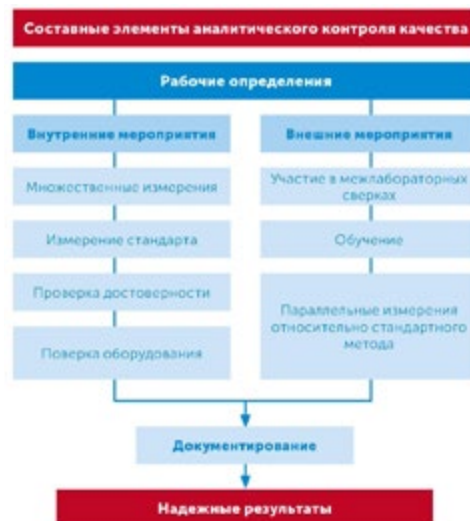 Составные элементы аналитического контроля качества
Рабочие определения
Внутренние мероприятия
Множественные измерения
Измерение стандарта
Проверка достоверности
Поверка оборудования
Внешние мероприятия
Участие в межлабораторных
сверках
Обучение
Параллельные измерения
относительно стандартного
метода
Документирование
Надежные результаты